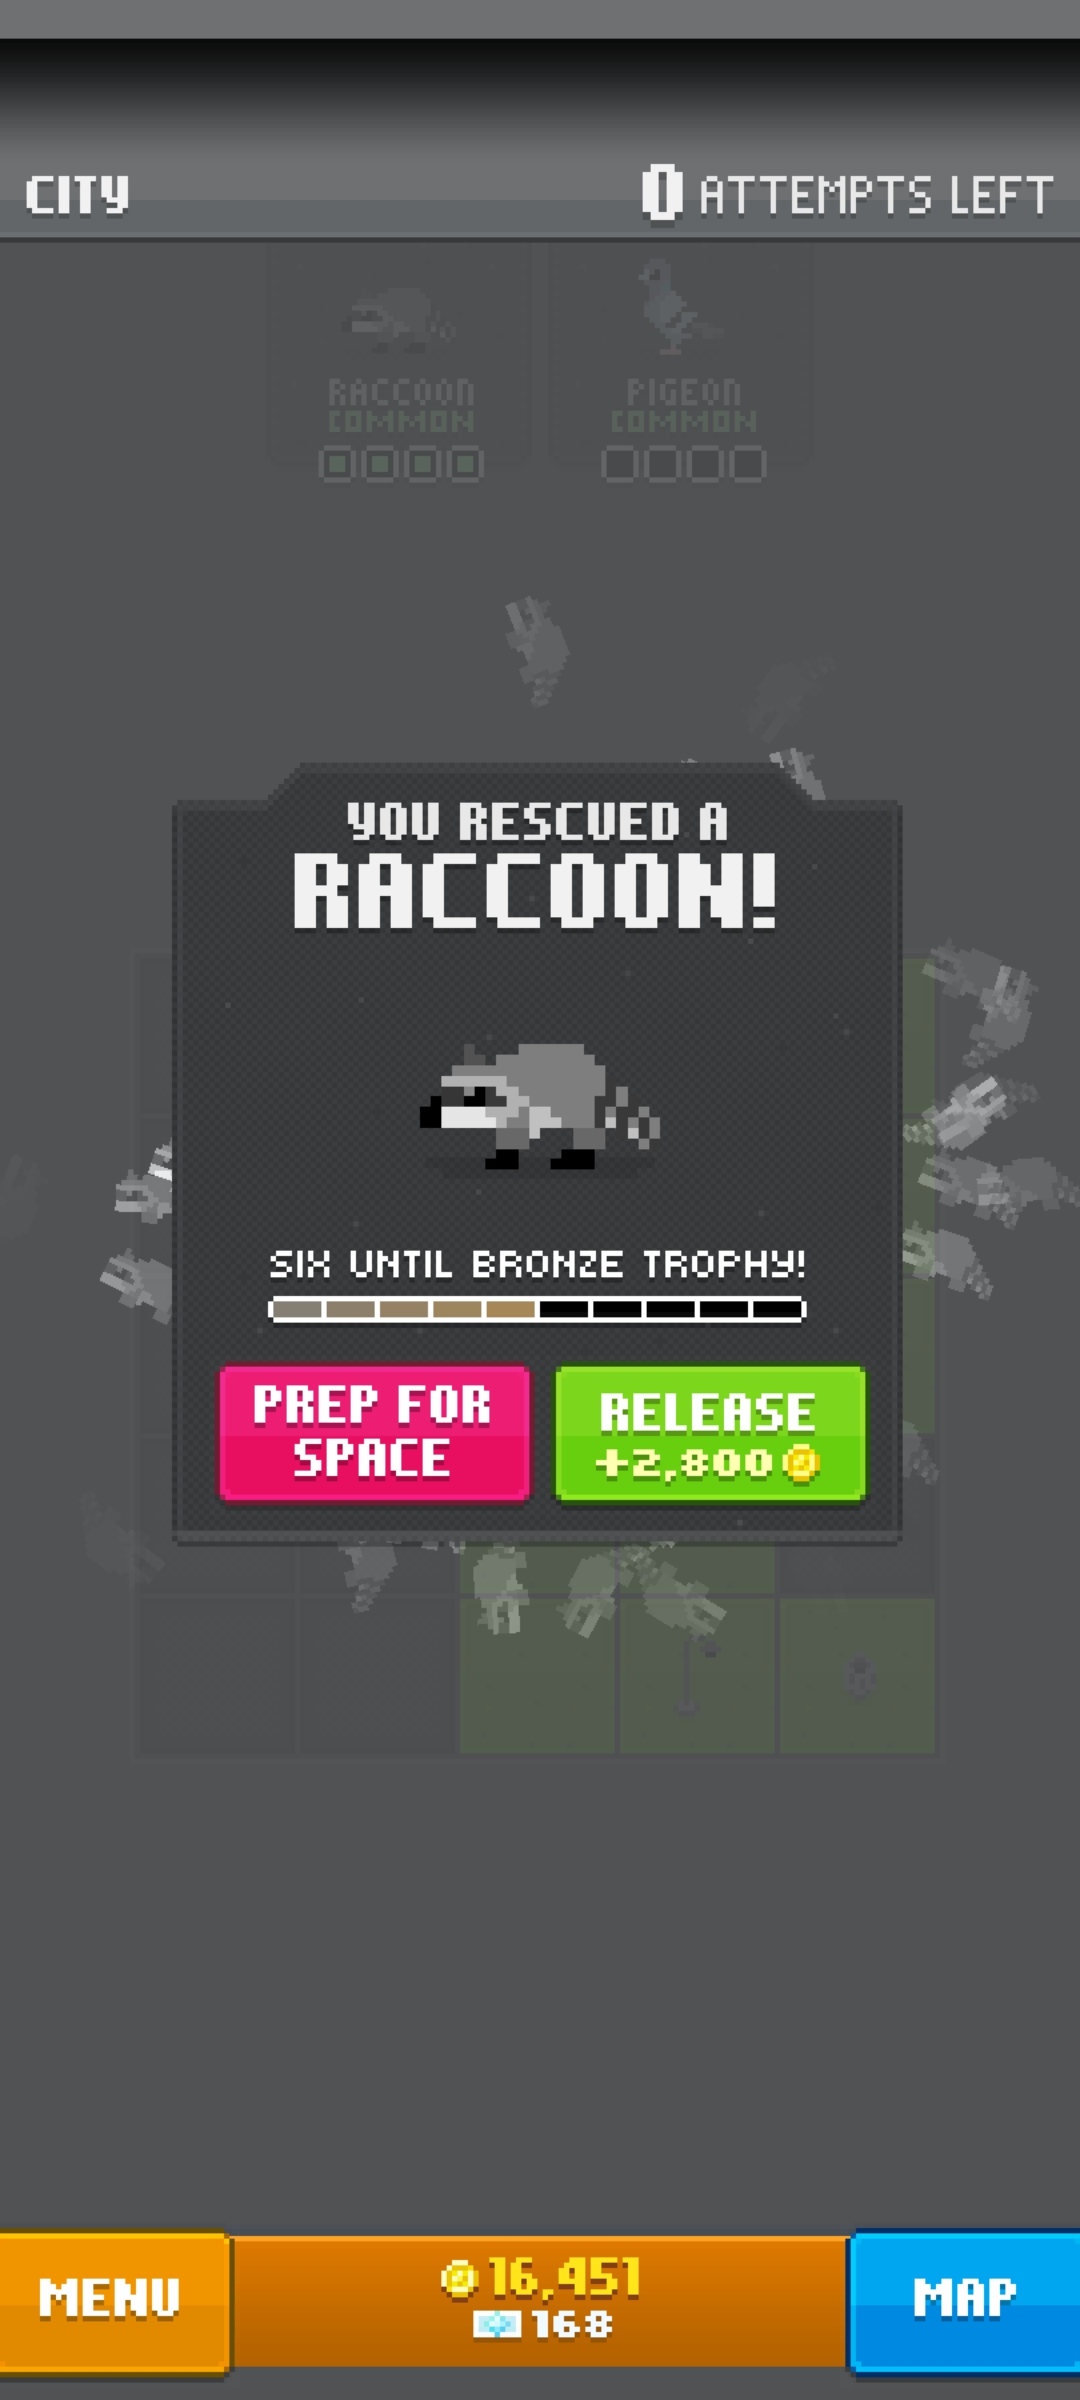 CITY
0 ATTEMPTS LEFT
RACCOON
COMMON
PIGEON
COMMON
YOU RESCUED A
RACCOON!
SIX UNTIL BRONZE TROPHY!
PREP FOR
SPACE
RELEASE
+2,800
MENU
16,451
168
MAP